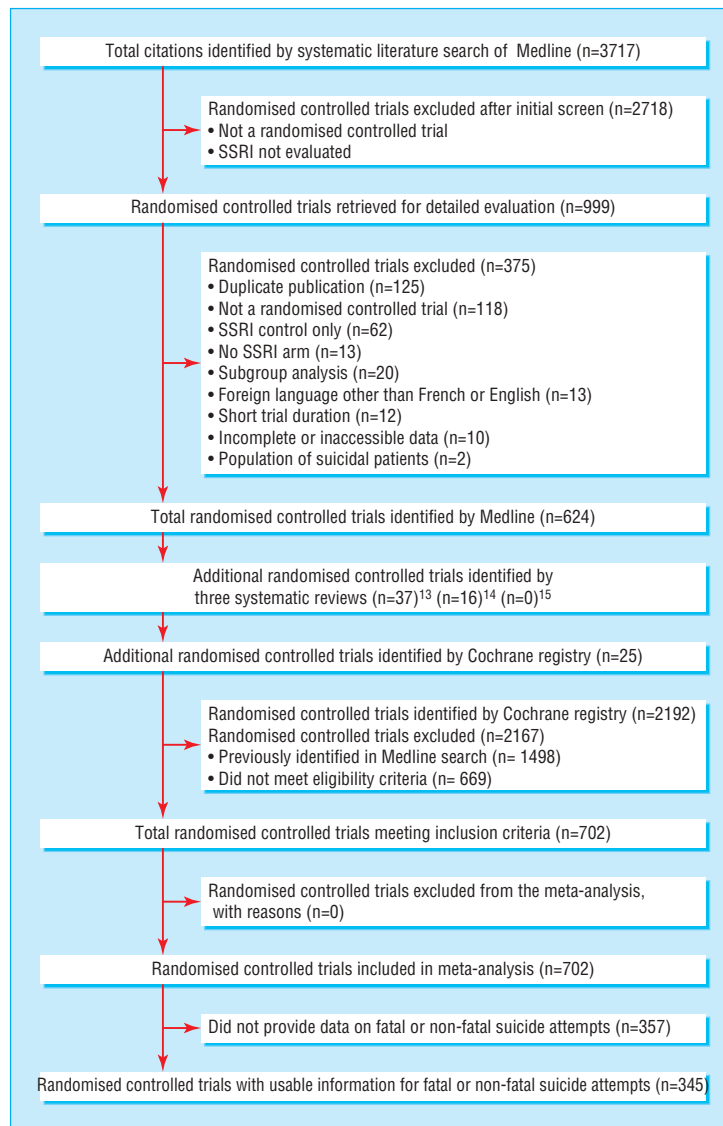 Total citations identified by systematic literature search of Medline (n=3717)
Randomised controlled trials excluded after initial screen (n=2718)
• Not a randomised controlled trial
• SSRI not evaluated
Randomised controlled trials retrieved for detailed evaluation (n=999)
Randomised controlled trials excluded (n=375)
• Duplicate publication (n=125)
• Not a randomised controlled trial (n=118)
• SSRI control only (n=62)
• No SSRI arm (n=13)
• Subgroup analysis (n=20)
• Foreign language other than French or English (n=13)
• Short trial duration (n=12)
• Incomplete or inaccessible data (n=10)
• Population of suicidal patients (n=2)
Total randomised controlled trials identified by Medline (n=624)
Additional randomised controlled trials identified by
three systematic reviews (n=37)¹³ (n=16)¹⁴ (n=0)¹⁵
Additional randomised controlled trials identified by Cochrane registry (n=25)
Randomised controlled trials identified by Cochrane registry (n=2192)
Randomised controlled trials excluded (n=2167)
• Previously identified in Medline search (n= 1498)
• Did not meet eligibility criteria (n= 669)
Total randomised controlled trials meeting inclusion criteria (n=702)
Randomised controlled trials excluded from the meta-analysis,
with reasons (n=0)
Randomised controlled trials included in meta-analysis (n=702)
Did not provide data on fatal or non-fatal suicide attempts (n=357)
Randomised controlled trials with usable information for fatal or non-fatal suicide attempts (n=345)